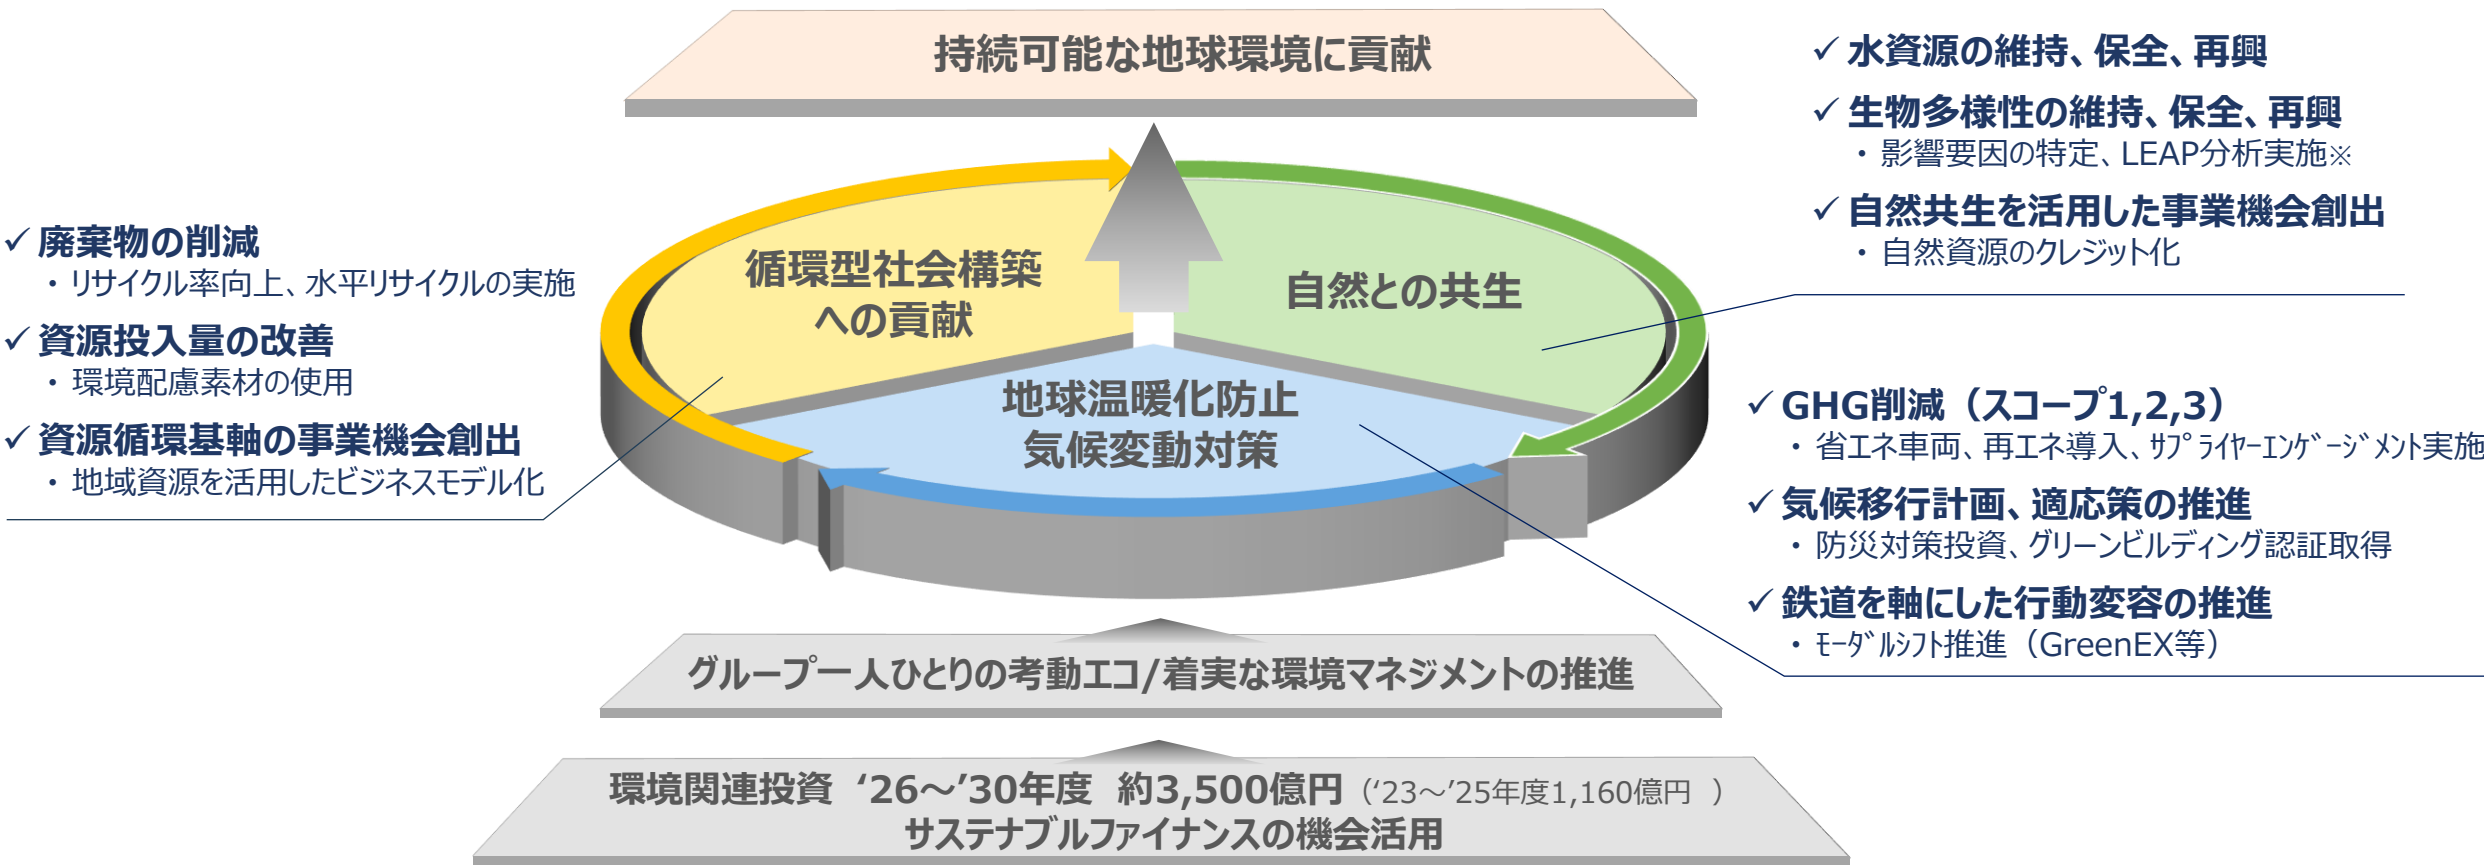 持続可能な地球環境に貢献
✓ 廃棄物の削減
・リサイクル率向上、水平リサイクルの実施
✓ 資源投入量の改善
・環境配慮素材の使用
✓ 資源循環基軸の事業機会創出
・地域資源を活用したビジネスモデル化
循環型社会構築
への貢献
自然との共生
地球温暖化防止
気候変動対策
✓ 水資源の維持、保全、再興
✓ 生物多様性の維持、保全、再興
・影響要因の特定、LEAP分析実施※
✓ 自然共生を活用した事業機会創出
・自然資源のクレジット化
✓ GHG削減（スコープ1,2,3）
・省エネ車両、再エネ導入、ｻﾌﾟﾗｲﾔｰｴﾝｹﾞｰｼﾞﾒﾝﾄ実施
✓ 気候移行計画、適応策の推進
・防災対策投資、グリーンビルディング認証取得
✓ 鉄道を軸にした行動変容の推進
・ﾓｰﾀﾞﾙｼﾌﾄ推進（GreenEX等）
グループ一人ひとりの考動エコ/着実な環境マネジメントの推進
環境関連投資 ‘26～’30年度 約3,500億円（‘23～’25年度1,160億円 ）
サステナブルファイナンスの機会活用